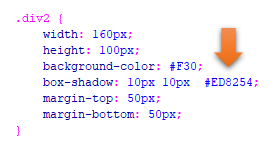 .div2 {
width: 160px;
height: 100px;
background-color: #F30;
box-shadow: 10px 10px  #ED8254;
margin-top: 50px;
margin-bottom: 50px;
}